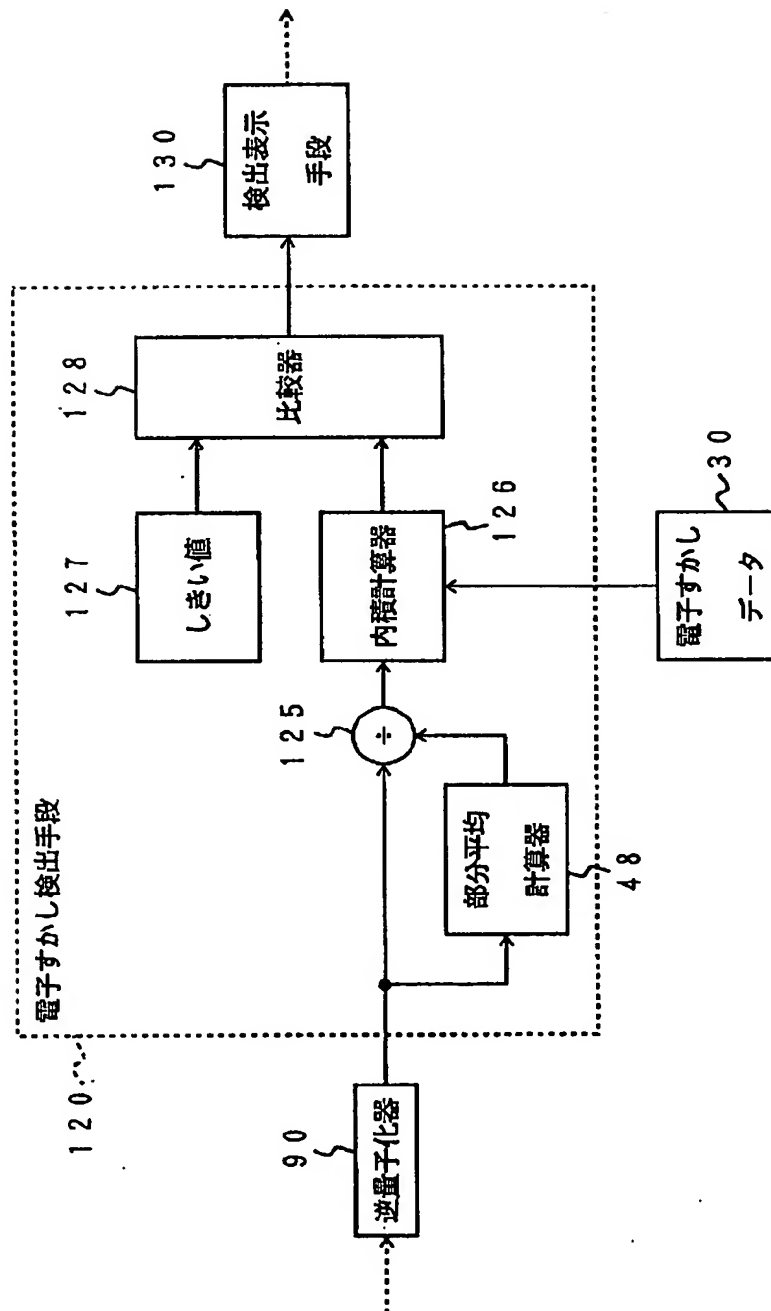 120
電子すかし検出手段
90
逆量子化器
部分平均
計算器
48
125
÷
127
しきい値
内積計算器
126
128
比較器
130
検出表示
手段
電子すかし
データ
30